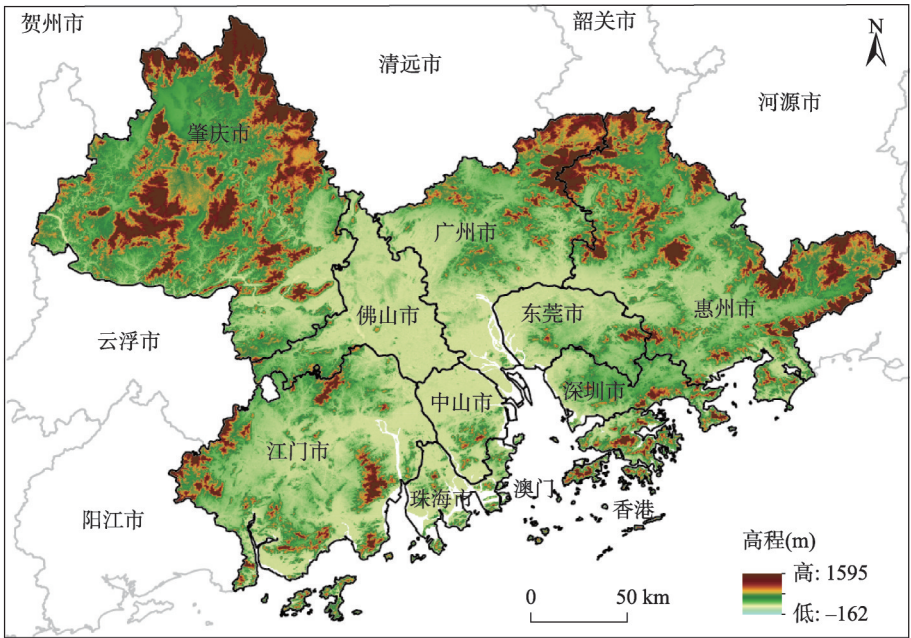 贺州市
韶关市
N
清远市
河源市
肇庆市
广州市
佛山市
东莞市
惠州市
云浮市
深圳市
中山市
江门市
珠海市
澳门
香港
阳江市
高程(m)
高: 1595
低: –162
0 50 km